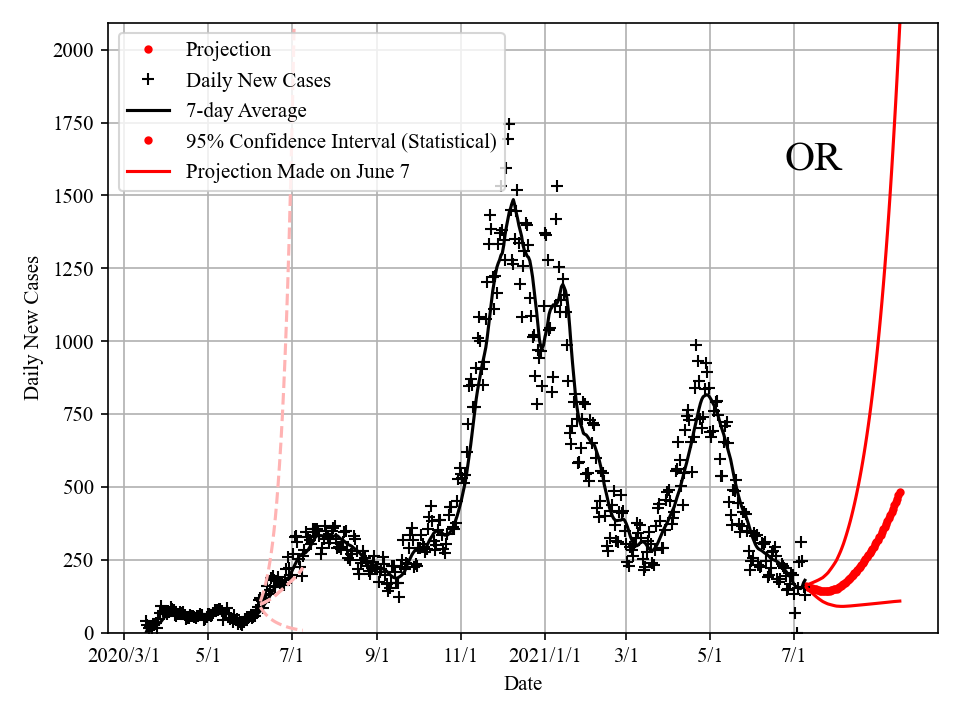 2000
1750
1500
1250
1000
750
500
250
0
Daily New Cases
Projection
Daily New Cases
7-day Average
95% Confidence Interval (Statistical)
Projection Made on June 7
OR
2020/3/1 5/1 7/1 9/1 11/1 2021/1/1 3/1 5/1 7/1
Date